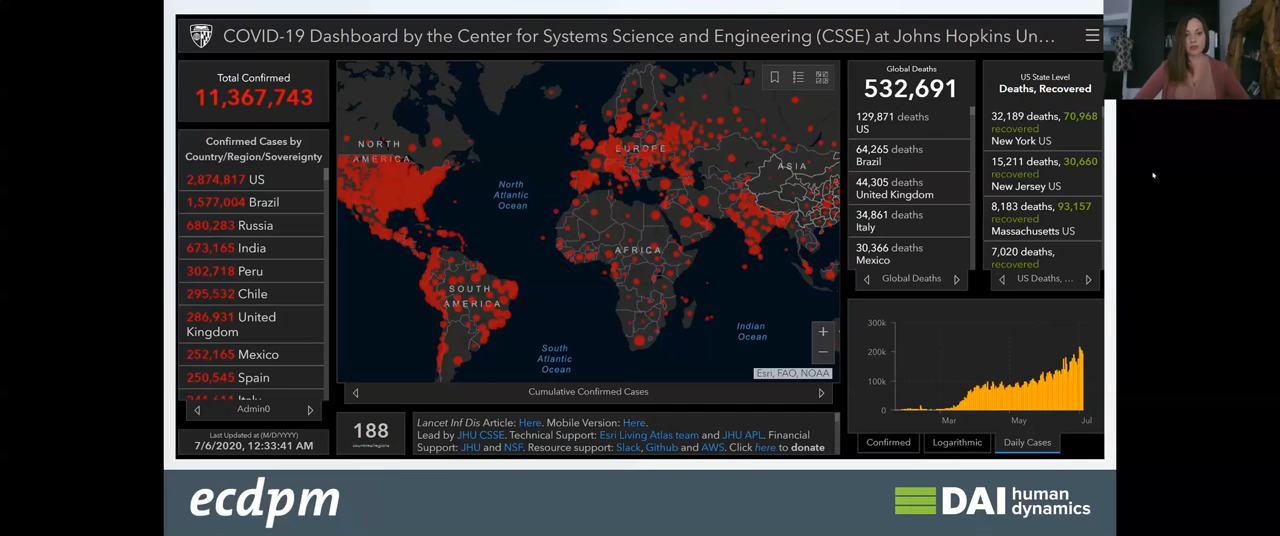 COVID-19 Dashboard by the Center for Systems Science and Engineering (CSSE) at Johns Hopkins Un…
Total Confirmed
11,367,743
Confirmed Cases by
Country/Region/Sovereignty
2,874,817 US
1,577,004 Brazil
680,283 Russia
673,165 India
302,718 Peru
295,532 Chile
286,931 United
Kingdom
252,165 Mexico
250,545 Spain
241,611 Italy
Admin0
Last Updated at (M/D/YYYY)
7/6/2020, 12:33:41 AM
NORTH
AMERICA
North
Atlantic
Ocean
EUROPE
ASIA
AFRICA
SOUTH
AMERICA
South
Atlantic
Ocean
Indian
Ocean
+
−
Esri, FAO, NOAA
Cumulative Confirmed Cases
188
countries/regions
Lancet Inf Dis Article: Here. Mobile Version: Here.
Lead by JHU CSSE. Technical Support: Esri Living Atlas team and JHU APL. Financial
Support: JHU and NSF. Resource support: Slack, Github and AWS. Click here to donate
Global Deaths
532,691
129,871 deaths
US
64,265 deaths
Brazil
44,305 deaths
United Kingdom
34,861 deaths
Italy
30,366 deaths
Mexico
Global Deaths
US State Level
Deaths, Recovered
32,189 deaths, 70,968
recovered
New York US
15,211 deaths, 30,660
recovered
New Jersey US
8,183 deaths, 93,157
recovered
Massachusetts US
7,020 deaths,
recovered
US Deaths, …
300k
200k
100k
0
Mar
May
Jul
Confirmed
Logarithmic
Daily Cases
ecdpm
DAI human
dynamics